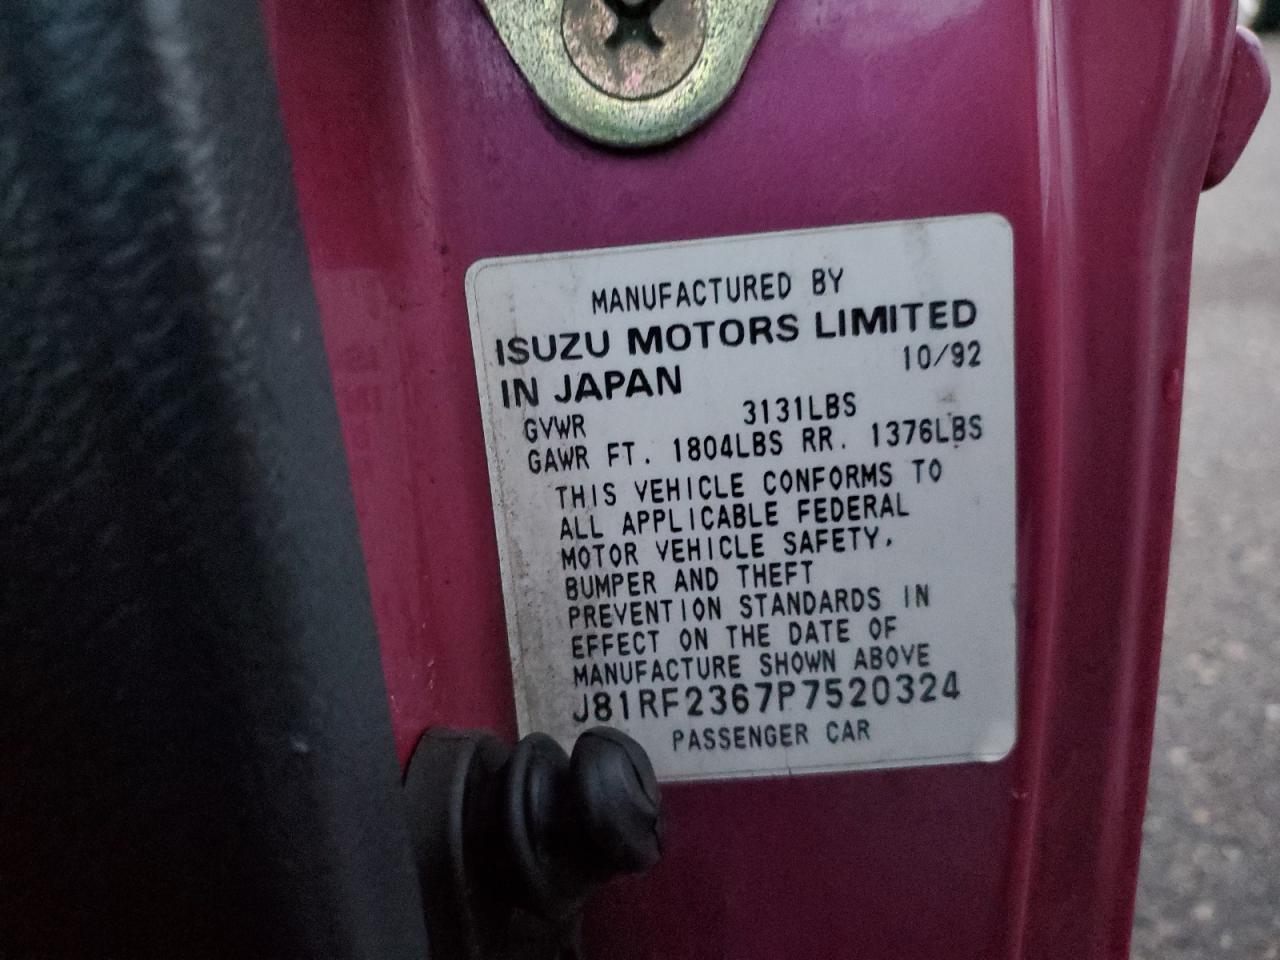 MANUFACTURED BY
ISUZU MOTORS LIMITED
IN JAPAN 10/92
GVWR 3131LBS
GAWR FT. 1804LBS RR. 1376LBS
THIS VEHICLE CONFORMS TO
ALL APPLICABLE FEDERAL
MOTOR VEHICLE SAFETY,
BUMPER AND THEFT
PREVENTION STANDARDS IN
EFFECT ON THE DATE OF
MANUFACTURE SHOWN ABOVE
J81RF2367P7520324
PASSENGER CAR